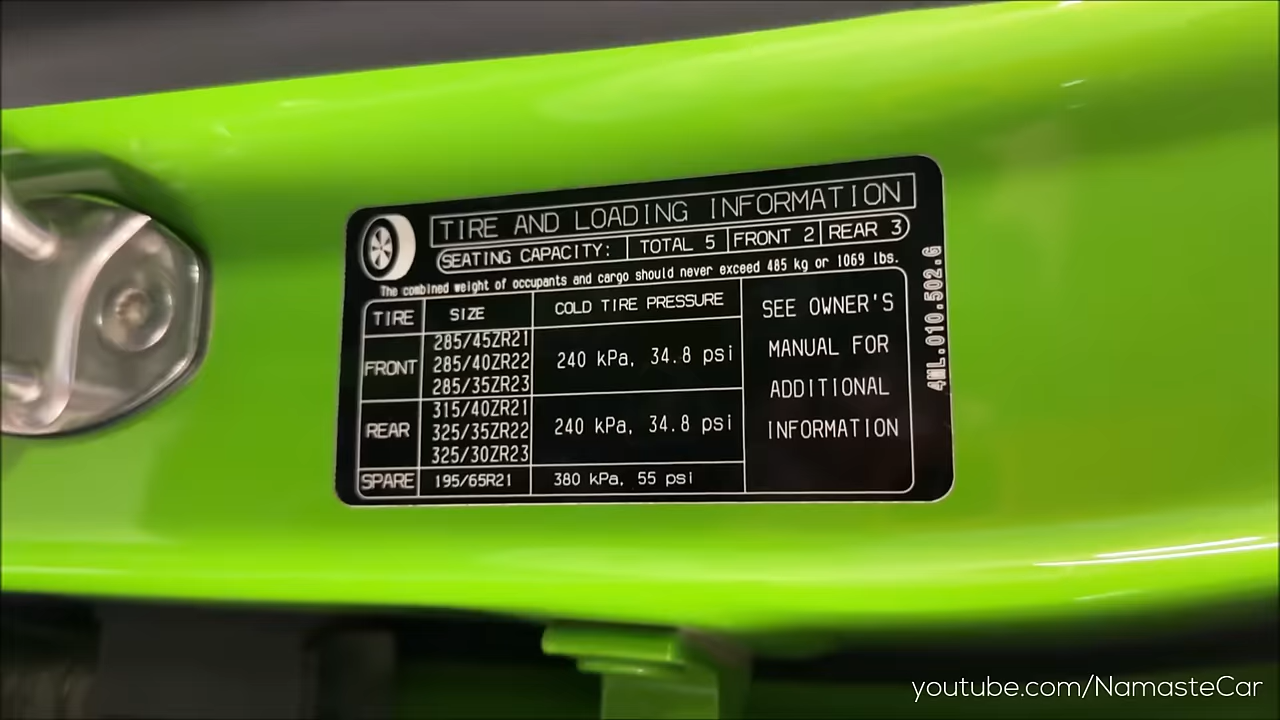 TIRE AND LOADING INFORMATION
SEATING CAPACITY: TOTAL 5 FRONT 2 REAR 3
The combined weight of occupants and cargo should never exceed 485 kg or 1069 lbs.
TIRE SIZE COLD TIRE PRESSURE
FRONT 285/45ZR21 285/40ZR22 285/35ZR23 240 kPa, 34.8 psi
REAR 315/40ZR21 325/35ZR22 325/30ZR23 240 kPa, 34.8 psi
SPARE 195/65R21 380 kPa, 55 psi
SEE OWNER'S
MANUAL FOR
ADDITIONAL
INFORMATION
4ML.010.502.G
youtube.com/NamasteCar